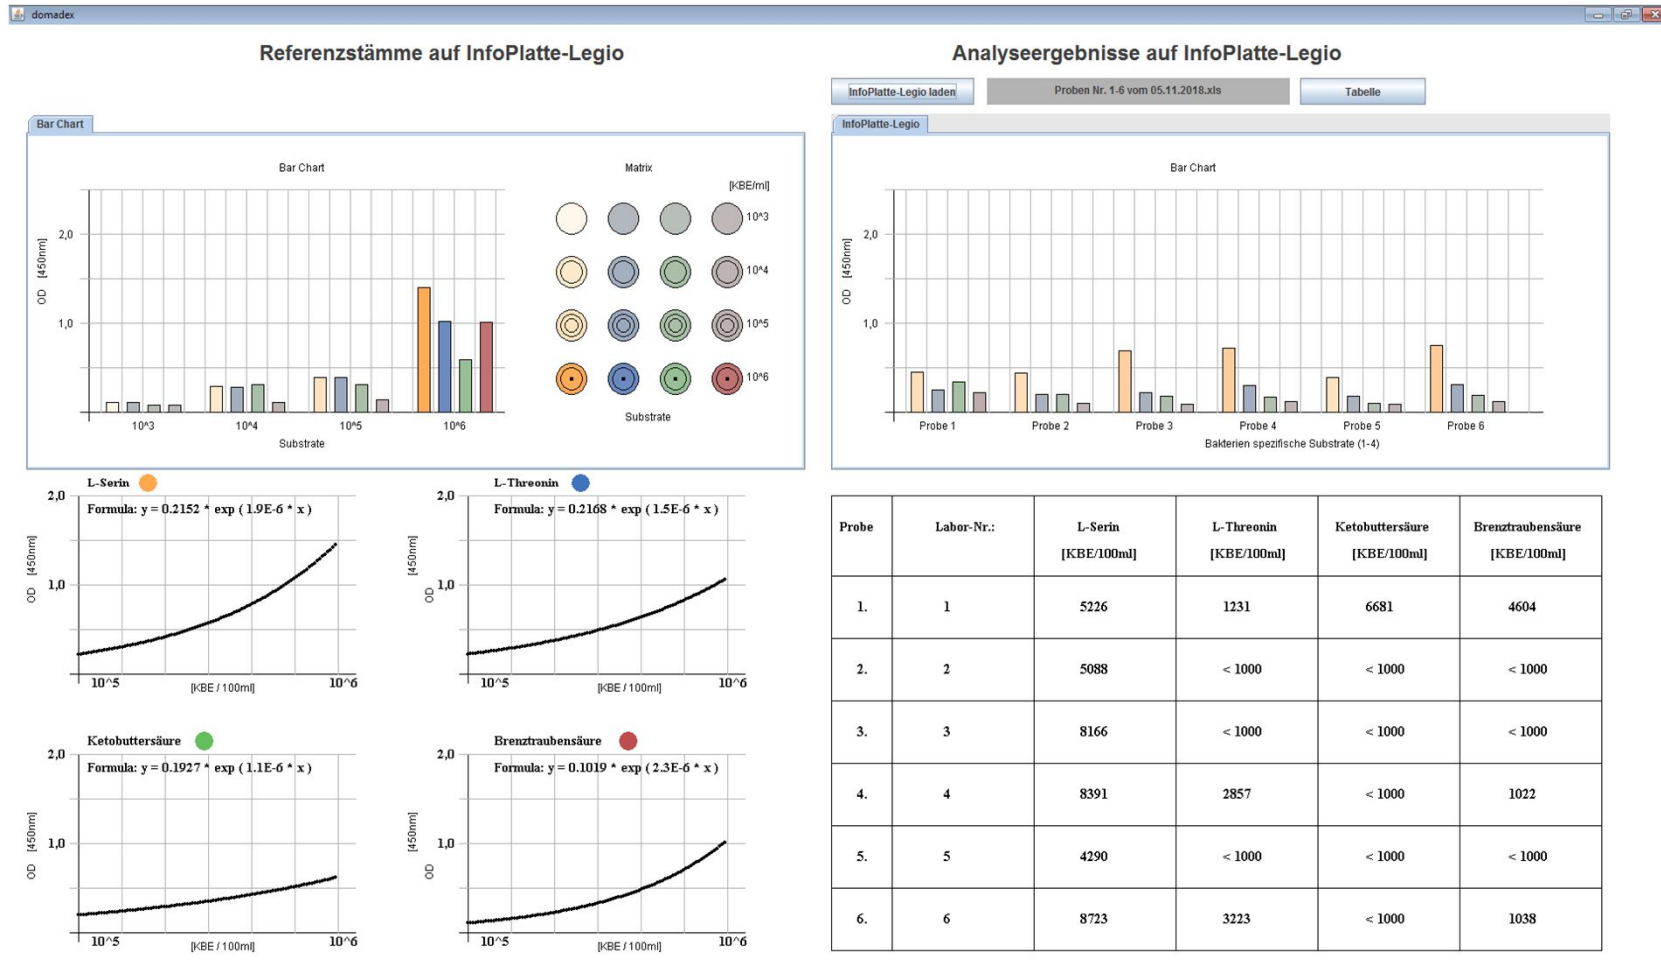 domadex
Referenzstämme auf InfoPlatte-Legio
Analyseergebnisse auf InfoPlatte-Legio
InfoPlatte-Legio laden
Proben Nr. 1-6 vom 05.11.2018.xls
Tabelle
Bar Chart
Bar Chart
Matrix
[KBE/ml]
10^3
10^4
10^5
10^6
Substrate
OD [450nm]
2,0
1,0
10^3 10^4 10^5 10^6
Substrate
InfoPlatte-Legio
Bar Chart
OD [450nm]
2,0
1,0
Probe 1 Probe 2 Probe 3 Probe 4 Probe 5 Probe 6
Bakterien spezifische Substrate (1-4)
L-Serin
Formula: y = 0.2152 * exp ( 1.9E-6 * x )
2,0
1,0
OD [450nm]
10^5 [KBE / 100ml] 10^6
L-Threonin
Formula: y = 0.2168 * exp ( 1.5E-6 * x )
2,0
1,0
OD [450nm]
10^5 [KBE / 100ml] 10^6
Ketobuttersäure
Formula: y = 0.1927 * exp ( 1.1E-6 * x )
2,0
1,0
OD [450nm]
10^5 [KBE / 100ml] 10^6
Brenztraubensäure
Formula: y = 0.1019 * exp ( 2.3E-6 * x )
2,0
1,0
OD [450nm]
10^5 [KBE / 100ml] 10^6
Probe Labor-Nr.: L-Serin L-Threonin Ketobuttersäure Brenztraubensäure
[KBE/100ml] [KBE/100ml] [KBE/100ml] [KBE/100ml]
1. 1 5226 1231 6681 4604
2. 2 5088 < 1000 < 1000 < 1000
3. 3 8166 < 1000 < 1000 < 1000
4. 4 8391 2857 < 1000 1022
5. 5 4290 < 1000 < 1000 < 1000
6. 6 8723 3223 < 1000 1038